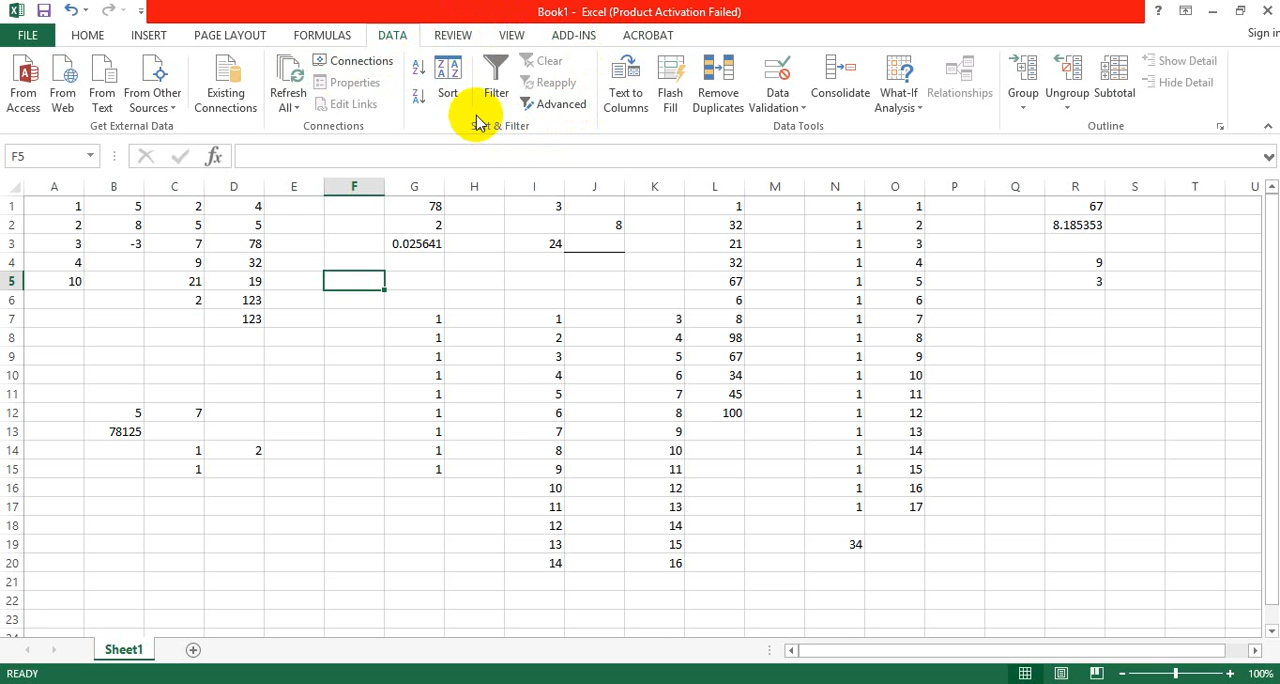 Book1 - Excel (Product Activation Failed)
?
FILE HOME INSERT PAGE LAYOUT FORMULAS DATA REVIEW VIEW ADD-INS ACROBAT Sign in
From Access
From Web
From Text
From Other Sources
Get External Data
Existing Connections
Refresh All
Connections
Properties
Edit Links
Connections
Sort
Filter
Clear
Reapply
Advanced
Sort & Filter
Text to Columns
Flash Fill
Remove Duplicates
Data Validation
Consolidate
What-If Analysis
Relationships
Data Tools
Group
Ungroup
Subtotal
Show Detail
Hide Detail
Outline
F5 fx
A B C D E F G H I J K L M N O P Q R S T U
1 1 5 2 4 78 3 1 1 1 67
2 2 8 5 5 2 8 32 1 2 8.185353
3 3 -3 7 78 0.025641 24 21 1 3
4 4 9 32 32 1 4 9
5 10 21 19 67 1 5 3
6 2 123 6 1 6
7 123 1 1 3 8 1 7
8 1 2 4 98 1 8
9 1 3 5 67 1 9
10 1 4 6 34 1 10
11 1 5 7 45 1 11
12 5 7 1 6 8 100 1 12
13 78125 1 7 9 1 13
14 1 2 1 8 10 1 14
15 1 1 9 11 1 15
16 10 12 1 16
17 11 13 1 17
18 12 14
19 13 15 34
20 14 16
21
22
23
Sheet1
READY 100%